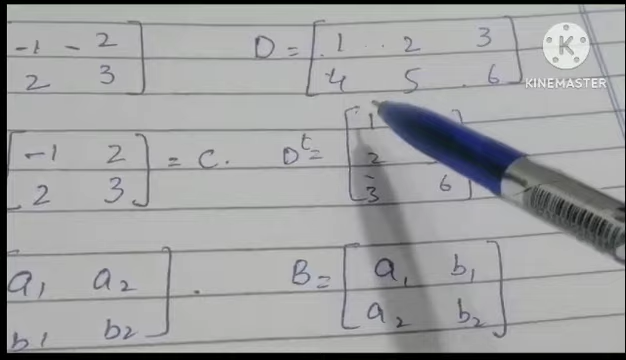 -1 - 2 D = 1 2 3
2 3 4 5 6
K
KINEMASTER
-1 2 = C. Dᵗ = 1
2 3 2
3 6
a₁ a₂ . B = a₁ b₁
b₁ b₂ a₂ b₂